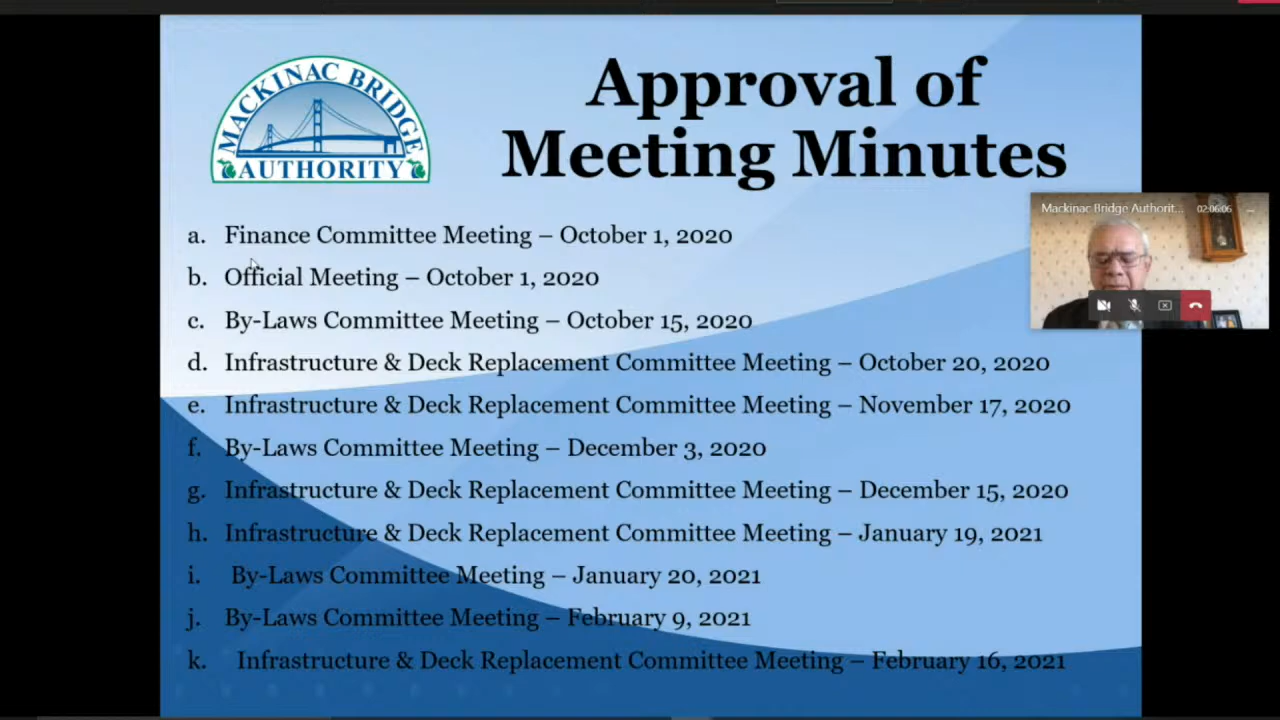 MACKINAC BRIDGE
AUTHORITY
Approval of
Meeting Minutes
Mackinac Bridge Authorit...
02:06:06
a. Finance Committee Meeting – October 1, 2020
b. Official Meeting – October 1, 2020
c. By-Laws Committee Meeting – October 15, 2020
d. Infrastructure & Deck Replacement Committee Meeting – October 20, 2020
e. Infrastructure & Deck Replacement Committee Meeting – November 17, 2020
f. By-Laws Committee Meeting – December 3, 2020
g. Infrastructure & Deck Replacement Committee Meeting – December 15, 2020
h. Infrastructure & Deck Replacement Committee Meeting – January 19, 2021
i. By-Laws Committee Meeting – January 20, 2021
j. By-Laws Committee Meeting – February 9, 2021
k. Infrastructure & Deck Replacement Committee Meeting – February 16, 2021